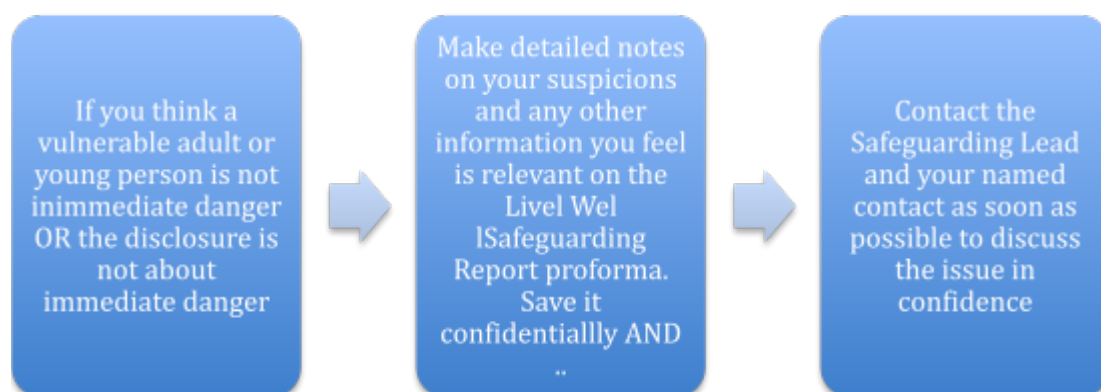 If you think a
vulnerable adult or
young person is not
inimmediate danger
OR the disclosure is
not about
immediate danger
Make detailed notes
on your suspicions
and any other
information you feel
is relevant on the
Livel Wel
lSafeguarding
Report proforma.
Save it
confidentiallly AND
..
Contact the
Safeguarding Lead
and your named
contact as soon as
possible to discuss
the issue in
confidence